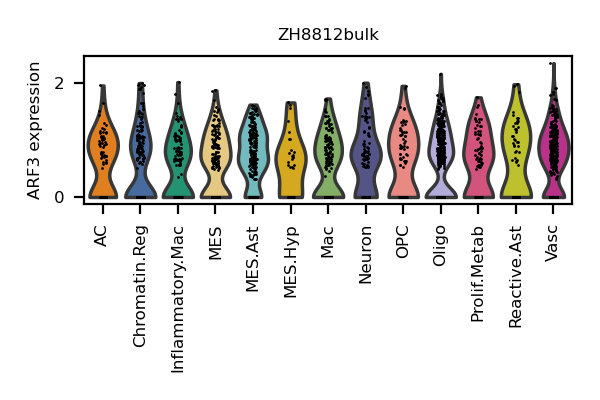 ZH8812bulk
ARF3 expression
2
0
AC
Chromatin.Reg
Inflammatory.Mac
MES
MES.Ast
MES.Hyp
Mac
Neuron
OPC
Oligo
Prolif.Metab
Reactive.Ast
Vasc